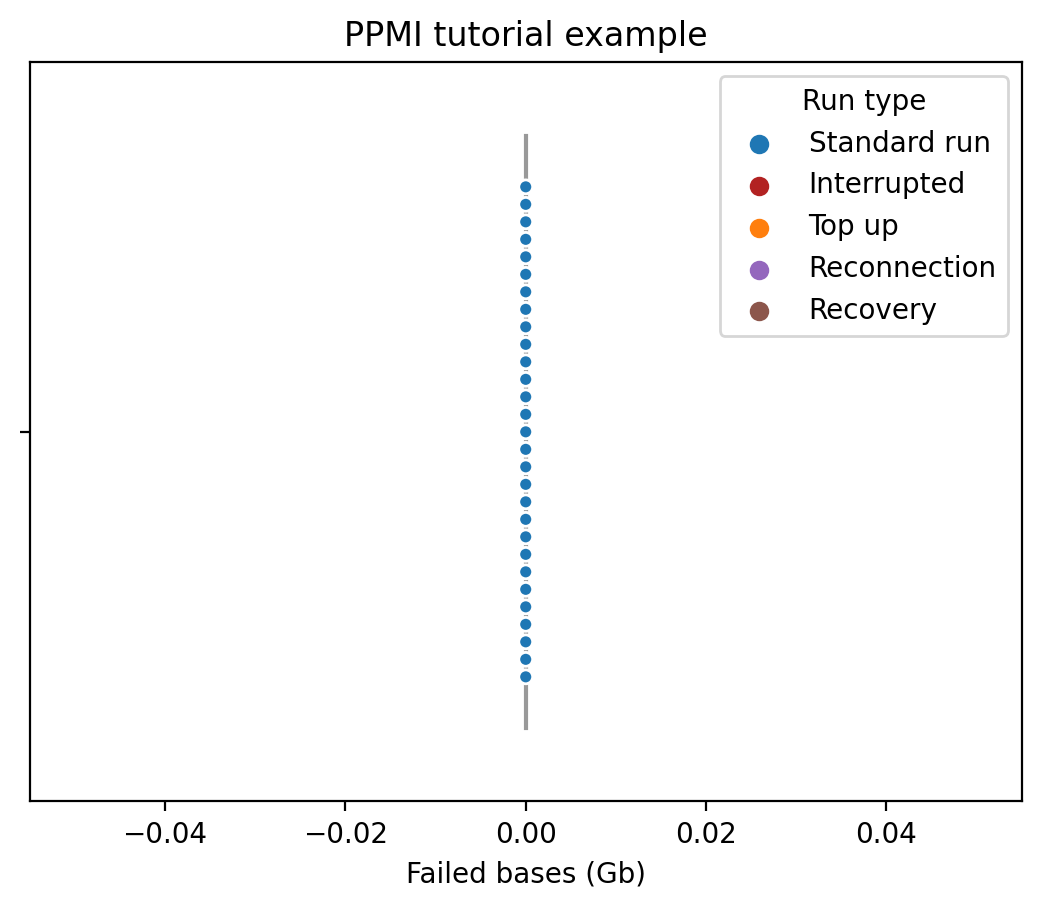 PPMI tutorial example
Run type
Standard run
Interrupted
Top up
Reconnection
Recovery
−0.04 −0.02 0.00 0.02 0.04
Failed bases (Gb)